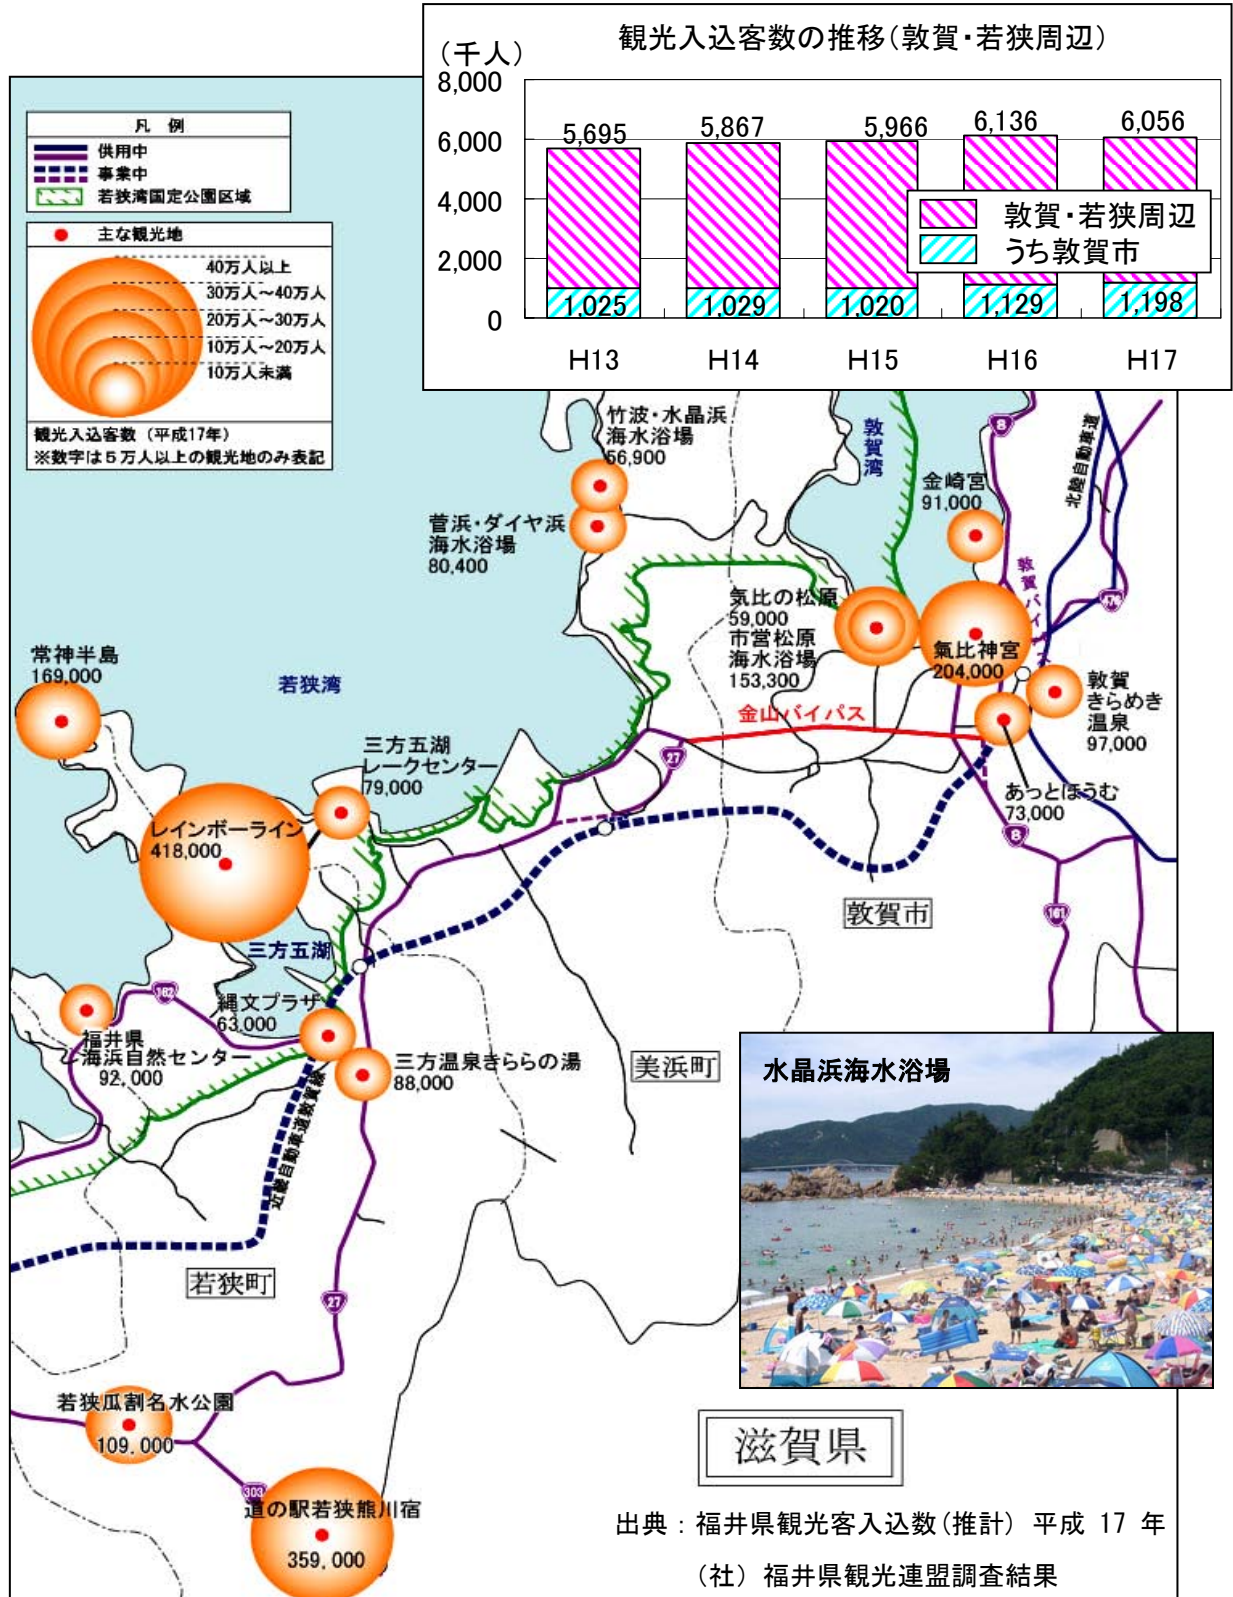 観光入込客数の推移(敦賀・若狭周辺)
(千人)
8,000
6,000
4,000
2,000
0
5,695
5,867
5,966
6,136
6,056
敦賀・若狭周辺
うち敦賀市
1,025
1,029
1,020
1,129
1,198
H13
H14
H15
H16
H17
凡 例
供用中
事業中
若狭湾国定公園区域
主な観光地
40万人以上
30万人~40万人
20万人~30万人
10万人~20万人
10万人未満
観光入込客数 (平成17年)
※数字は5万人以上の観光地のみ表記
竹波・水晶浜
海水浴場
56,900
菅浜・ダイヤ浜
海水浴場
80,400
敦賀湾
金崎宮
91,000
8
北陸自動車道
敦賀バイパス
476
気比の松原
59,000
市営松原
海水浴場
153,300
氣比神宮
204,000
敦賀
きらめき
温泉
97,000
あっとほうむ
73,000
金山バイパス
27
常神半島
169,000
若狭湾
三方五湖
レークセンター
79,000
レインボーライン
418,000
8
161
敦賀市
三方五湖
162
縄文プラザ
63,000
福井県
海浜自然センター
92,000
三方温泉きららの湯
88,000
美浜町
近畿自動車道敦賀線
水晶浜海水浴場
若狭町
27
若狭瓜割名水公園
109,000
303
道の駅若狭熊川宿
359,000
滋賀県
出典:福井県観光客入込数(推計) 平成 17 年
(社) 福井県観光連盟調査結果